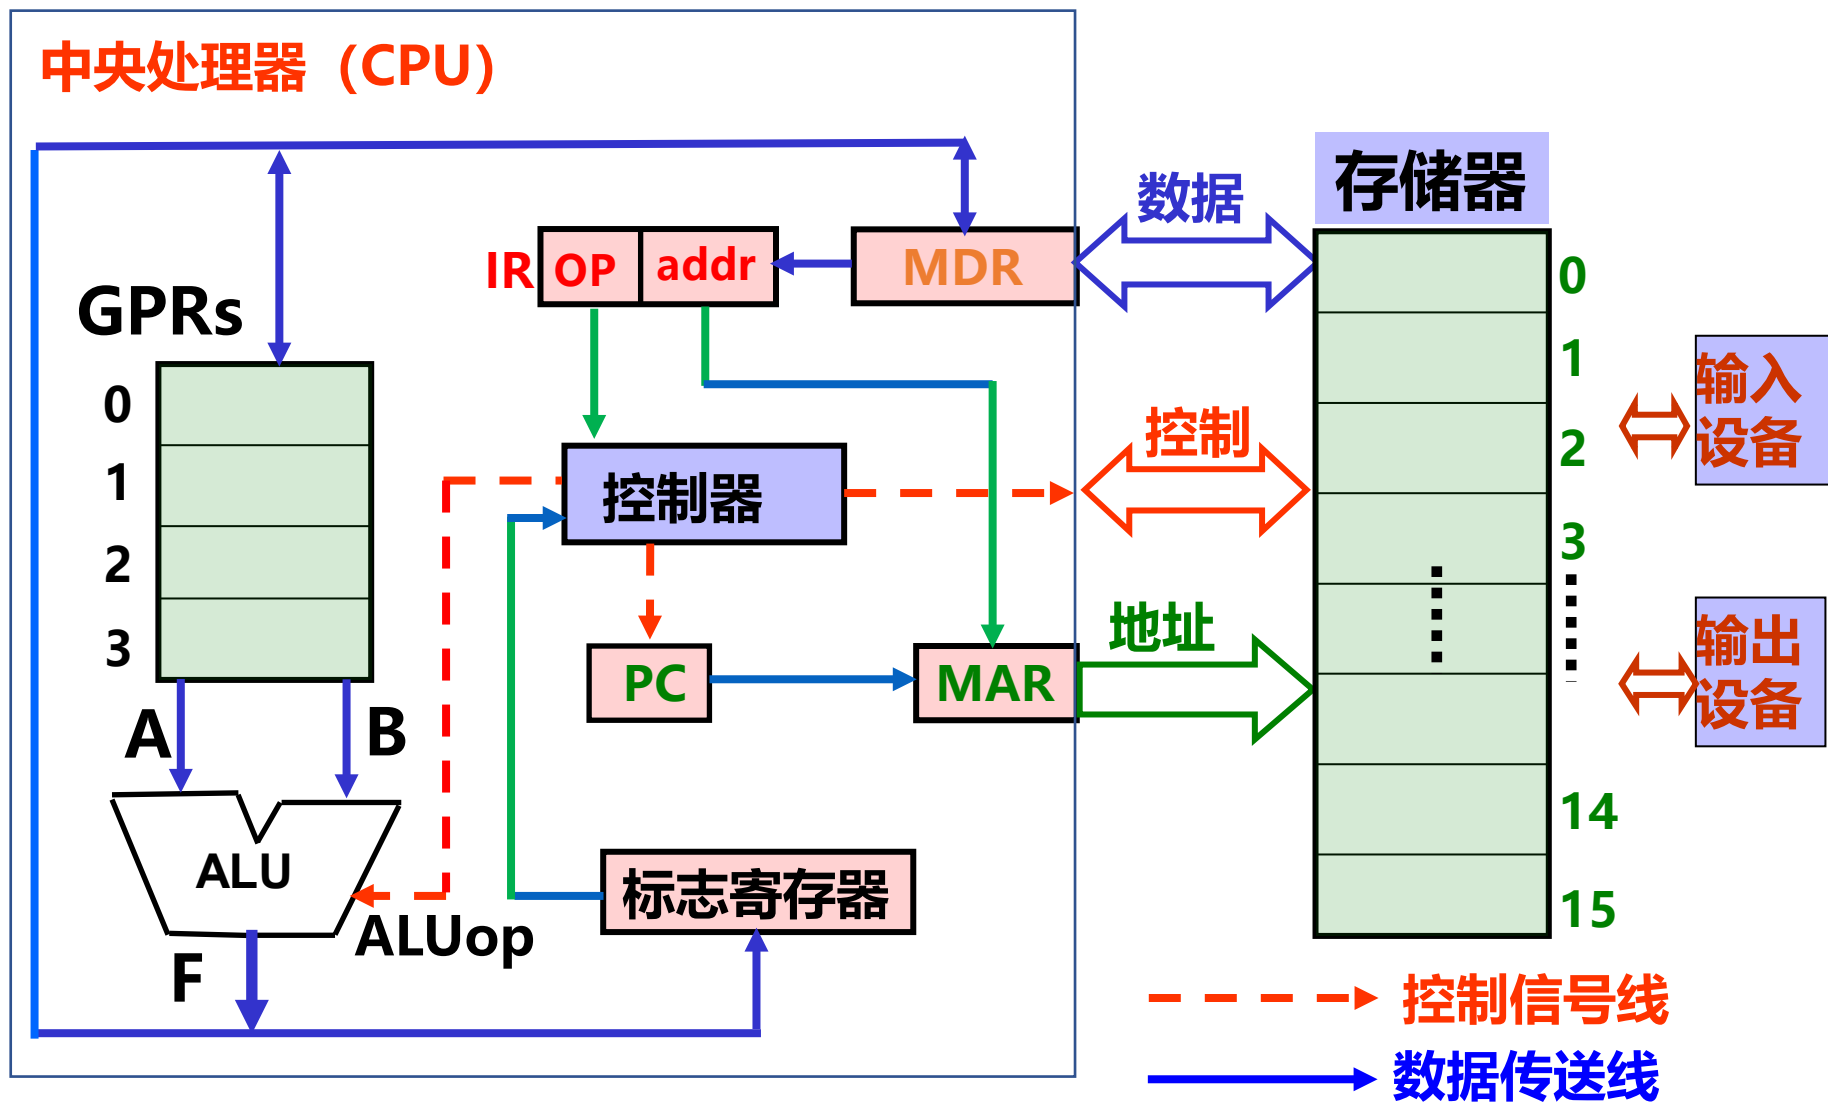 中央处理器（CPU）
存储器
数据
IR
OP
addr
MDR
GPRs
0
1
2
3
0
1
2
3
14
15
输入
设备
控制
控制器
地址
输出
设备
PC
MAR
A
B
ALU
ALUop
F
标志寄存器
控制信号线
数据传送线